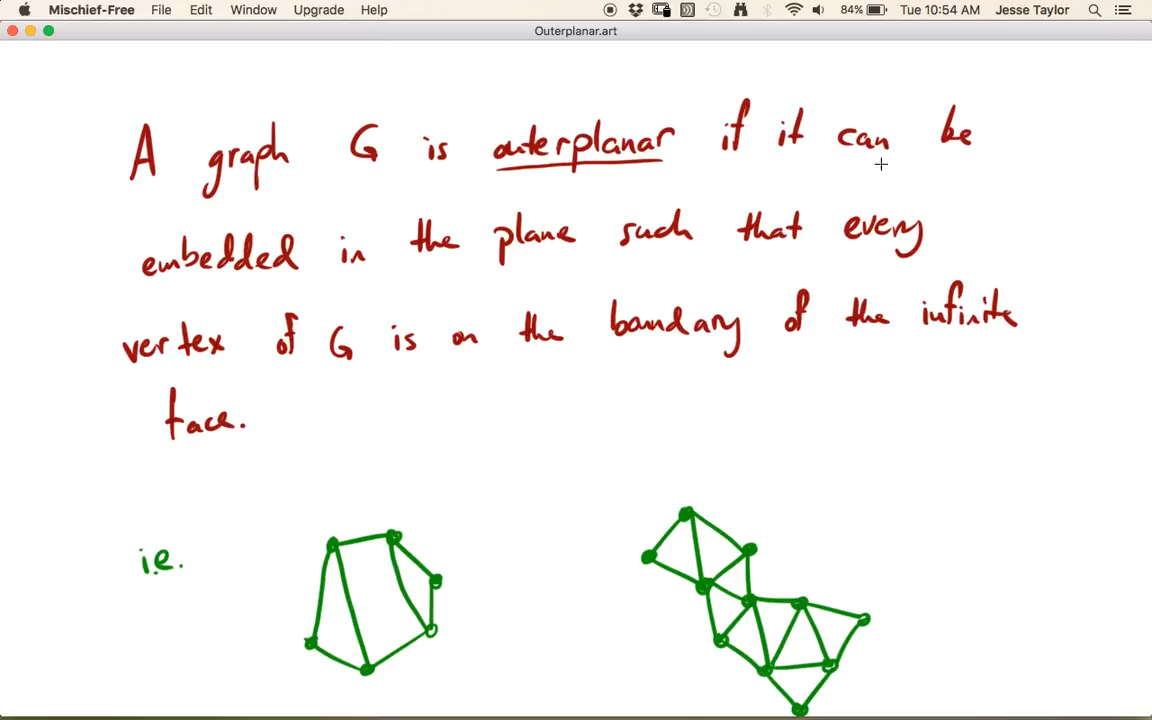 Mischief-Free File Edit View Window Upgrade Help 84% Tue 10:54 AM Jesse Taylor
Outerplanar.art
A graph G is outerplanar if it can be
embedded in the plane such that every
vertex of G is on the boundary of the infinite
face.
i.e.